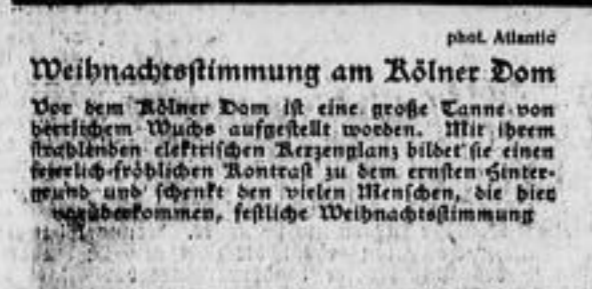 phot. Atlantic
Weihnachtsstimmung am Kölner Dom
Vor dem Kölner Dom ist eine große Tanne von
herrlichem Wuchs aufgestellt worden. Mit ihrem
strahlenden elektrischen Kerzenglanz bildet sie einen
feierlich-fröhlichen Kontrast zu dem ernsten Hinter-
grund und schenkt den vielen Menschen, die hier
vorüberkommen, festliche Weihnachtsstimmung